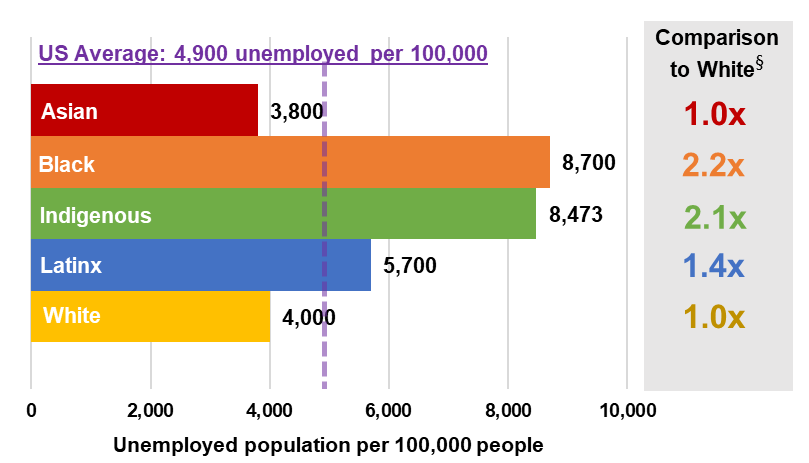 US Average: 4,900 unemployed per 100,000
Comparison
to White§
Asian 3,800 1.0x
Black 8,700 2.2x
Indigenous 8,473 2.1x
Latinx 5,700 1.4x
White 4,000 1.0x
0 2,000 4,000 6,000 8,000 10,000
Unemployed population per 100,000 people